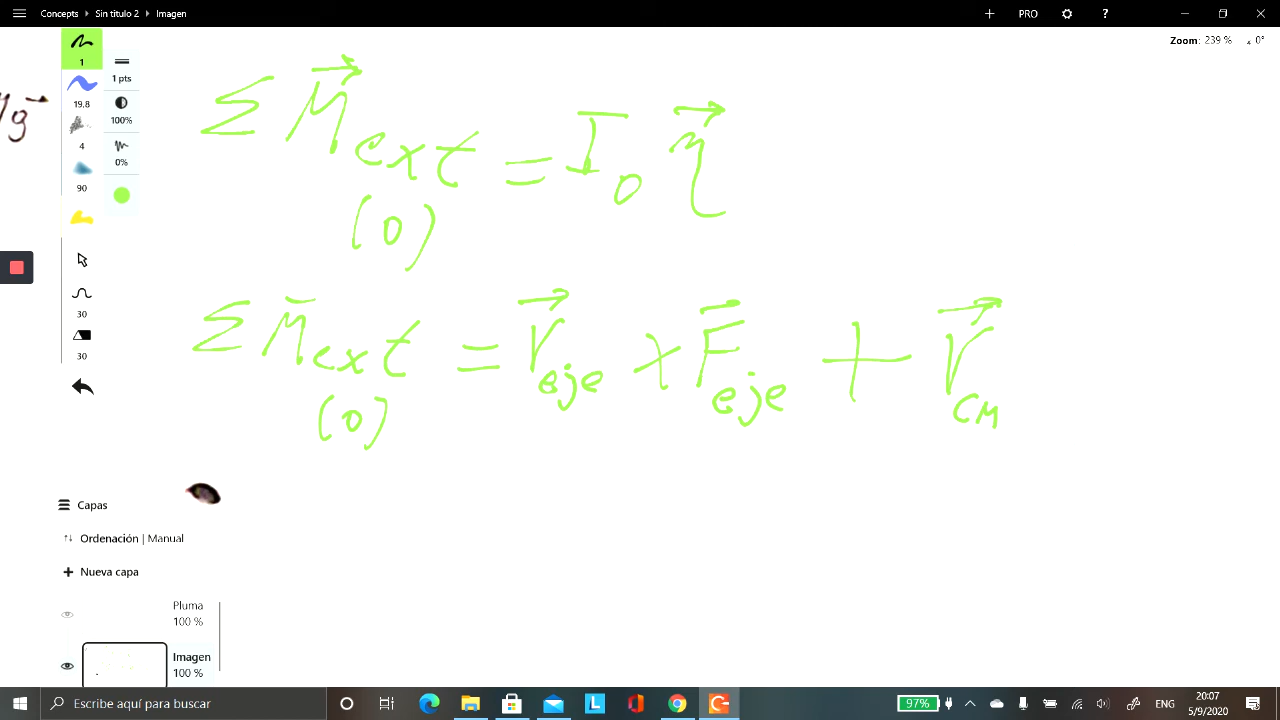 Concepts > Sin título 2 > Imagen
PRO
?
Zoom: 239 % 0°
1
1 pts
19.8
100%
4
0%
90
30
30
Mg⃗
Σ M⃗ext = I₀ η⃗
(0)
Σ M⃗ext = r⃗eje × F⃗eje + r⃗CM
(0)
Capas
Ordenación | Manual
+ Nueva capa
Pluma
100 %
Imagen
100 %
Escribe aquí para buscar
97%
ENG
20:07
5/9/2020